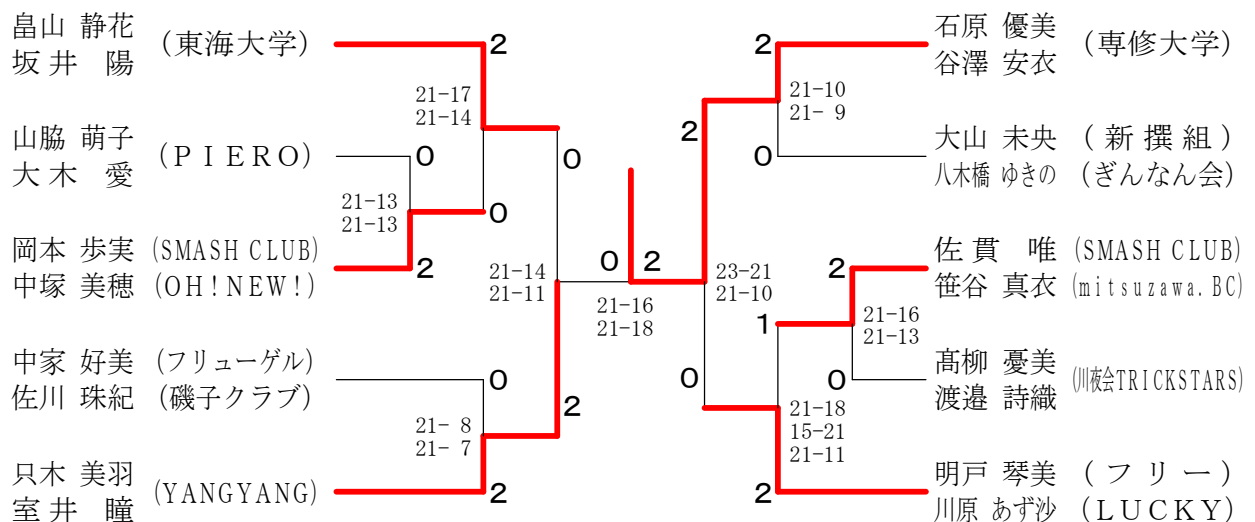 畠山 静花
坂井 陽
(東海大学)
2
21-17
21-14
0
山脇 萌子
大木 愛
(PIERO)
0
21-13
21-13
0
岡本 歩実 (SMASH CLUB)
中塚 美穂 (OH!NEW!)
2
21-14
21-11
中家 好美 (フリューゲル)
佐川 珠紀 (磯子クラブ)
0
2
21- 8
21- 7
只木 美羽
室井 瞳
(YANGYANG)
2
0 2
21-16
21-18
2
石原 優美
谷澤 安衣
(専修大学)
21-10
21- 9
2
0
大山 未央 (新撰組)
八木橋 ゆきの (ぎんなん会)
23-21
21-10
2
佐貫 唯 (SMASH CLUB)
笹谷 真衣 (mitsuzawa.BC)
1
21-16
21-13
0
0
髙柳 憂美
渡邉 詩織
(川夜会TRICKSTARS)
21-18
15-21
21-11
2
明戸 琴美 (フリー)
川原 あず沙 (LUCKY)